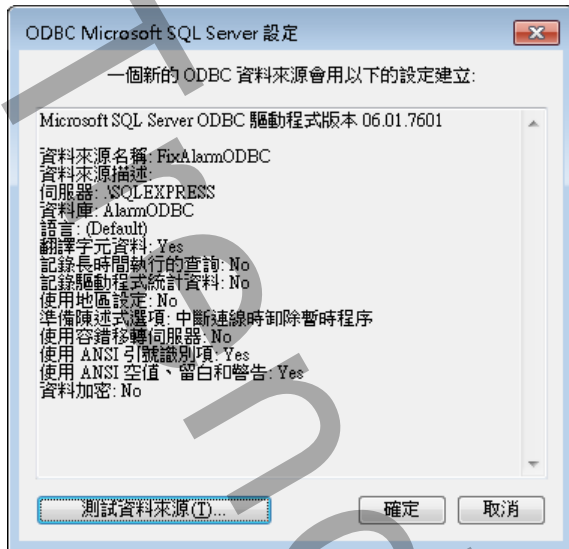 ODBC Microsoft SQL Server 設定
一個新的 ODBC 資料來源會用以下的設定建立:
Microsoft SQL Server ODBC 驅動程式版本 06.01.7601
資料來源名稱: FixAlarmODBC
資料來源描述:
伺服器: .\SQLEXPRESS
資料庫: AlarmODBC
語言: (Default)
翻譯字元資料: Yes
記錄長時間執行的查詢: No
記錄驅動程式統計資料: No
使用地區設定: No
準備陳述式選項: 中斷連線時卸除暫時程序
使用容錯移轉伺服器: No
使用 ANSI 引號識別項: Yes
使用 ANSI 空值、留白和警告: Yes
資料加密: No
測試資料來源(T)...
確定
取消